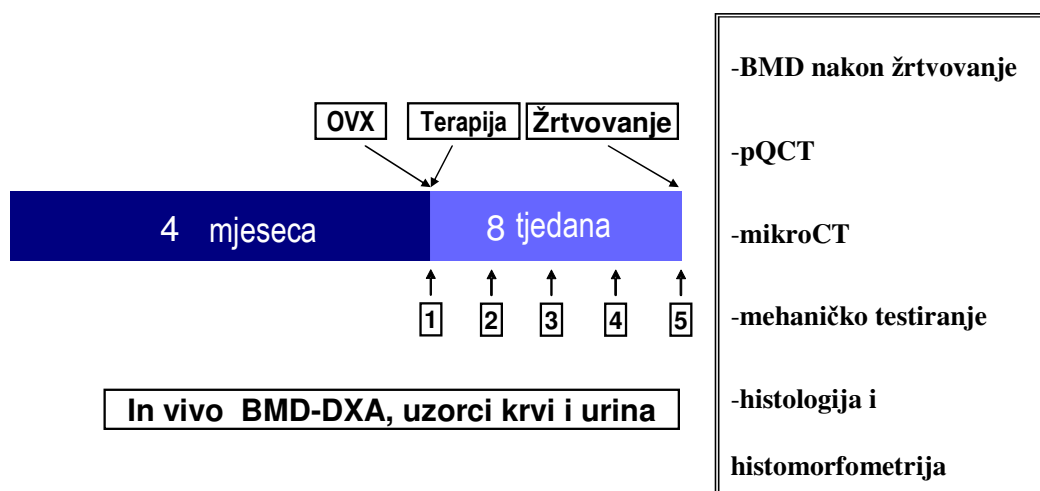 OVX
Terapija
Žrtvovanje
4 mjeseca
8 tjedana
1 2 3 4 5
In vivo BMD-DXA, uzorci krvi i urina
-BMD nakon žrtvovanje
-pQCT
-mikroCT
-mehaničko testiranje
-histologija i
histomorfometrija